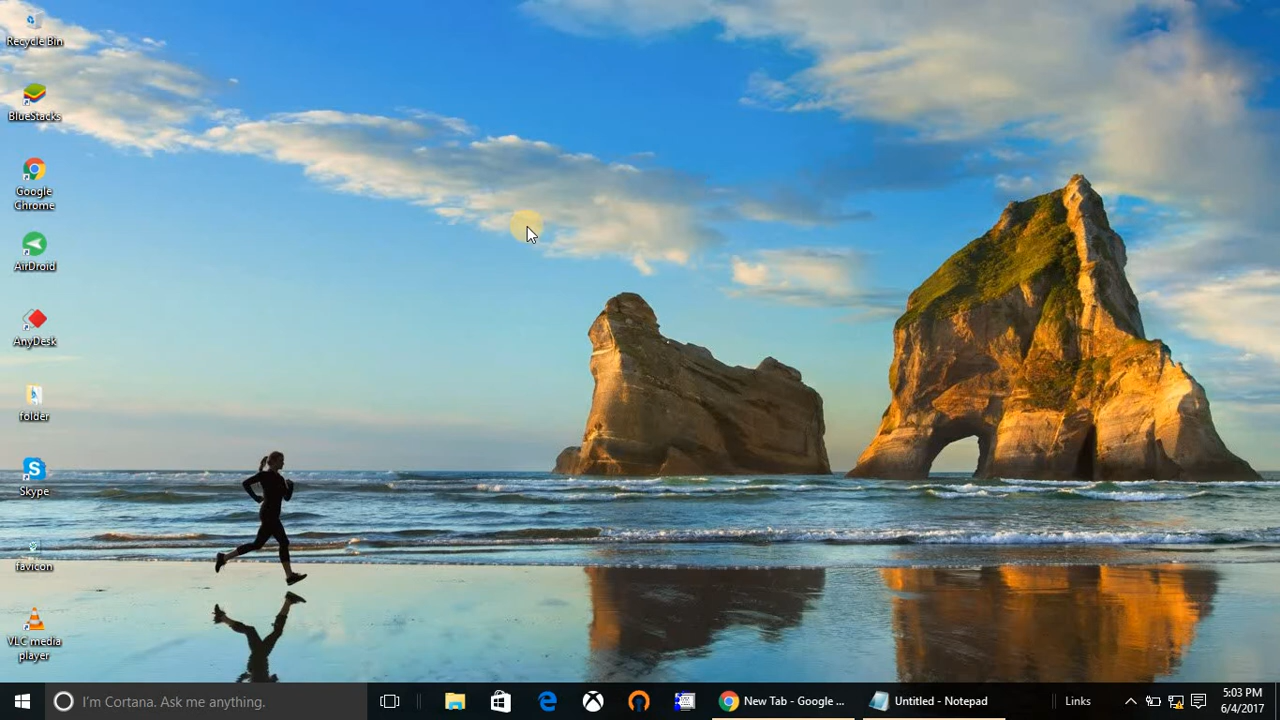 Recycle Bin
BlueStacks
Google
Chrome
AirDroid
AnyDesk
folder
Skype
favicon
VLC media
player
I'm Cortana. Ask me anything.
New Tab - Google ...
Untitled - Notepad
Links
5:03 PM
6/4/2017